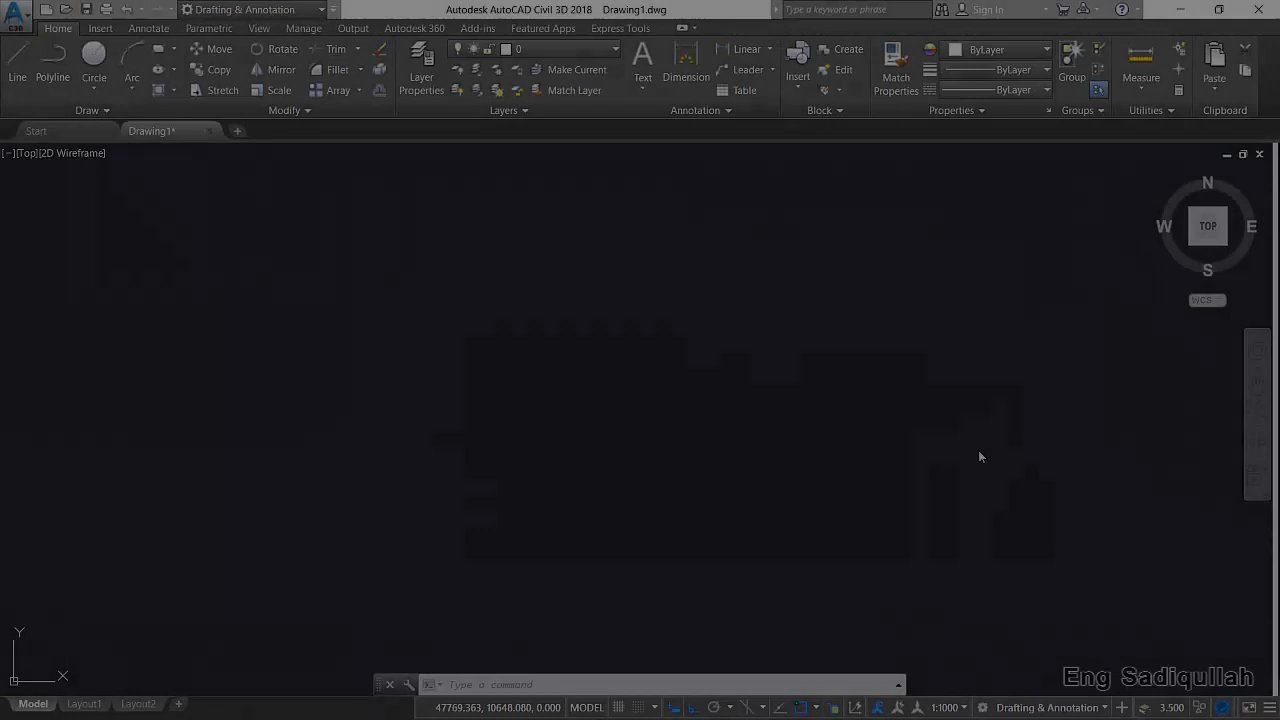 Drafting & Annotation
Autodesk AutoCAD Civil 3D 2018 Drawing1.dwg
Type a keyword or phrase
Sign In
C3D
Home Insert Annotate Parametric View Manage Output Autodesk 360 Add-ins Featured Apps Express Tools
Line Polyline Circle Arc
Move Rotate Trim
Copy Mirror Fillet
Stretch Scale Array
Layer Properties
0
Make Current
Match Layer
Text Dimension
Linear
Leader
Table
Insert
Create
Edit
Match Properties
ByLayer
ByLayer
ByLayer
Group
Measure
Paste
Draw Modify Layers Annotation Block Properties Groups Utilities Clipboard
Start Drawing1*
[−][Top][2D Wireframe]
N
W TOP E
S
WCS
Y
X
Eng Sadiqullah
Type a command
Model Layout1 Layout2
47769.363, 10648.080, 0.000 MODEL 1:1000 Drafting & Annotation 3.500